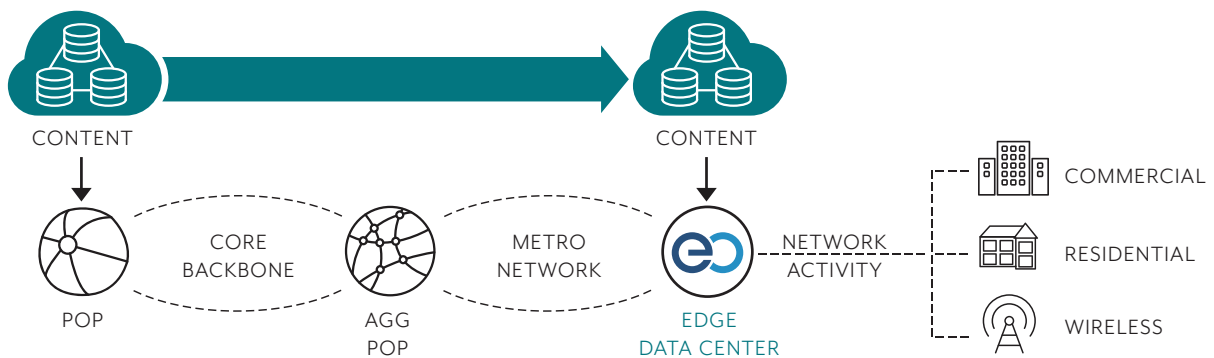 CONTENT
CONTENT
COMMERCIAL
CORE
BACKBONE
METRO
NETWORK
NETWORK
ACTIVITY
RESIDENTIAL
POP
AGG
POP
EDGE
DATA CENTER
WIRELESS